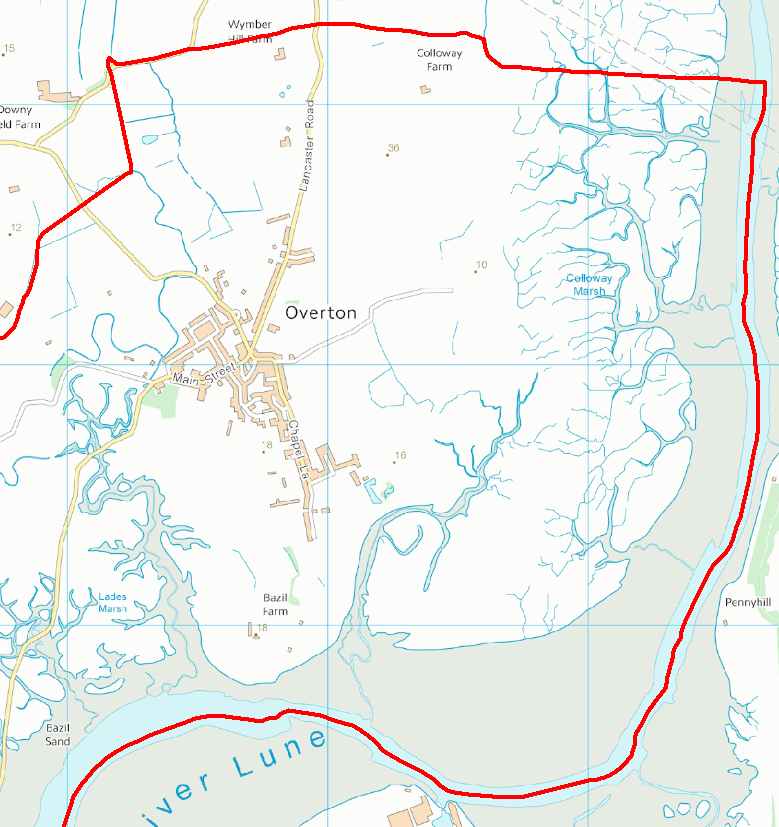 Wymber
Hill Farm
15
Colloway
Farm
Downy
eld Farm
Lancaster Road
36
12
10
Colloway
Marsh
Overton
Main Street
Chapel La
18
16
Lades
Marsh
Bazil
Farm
18
Pennyhill
Bazil
Sand
iver Lune